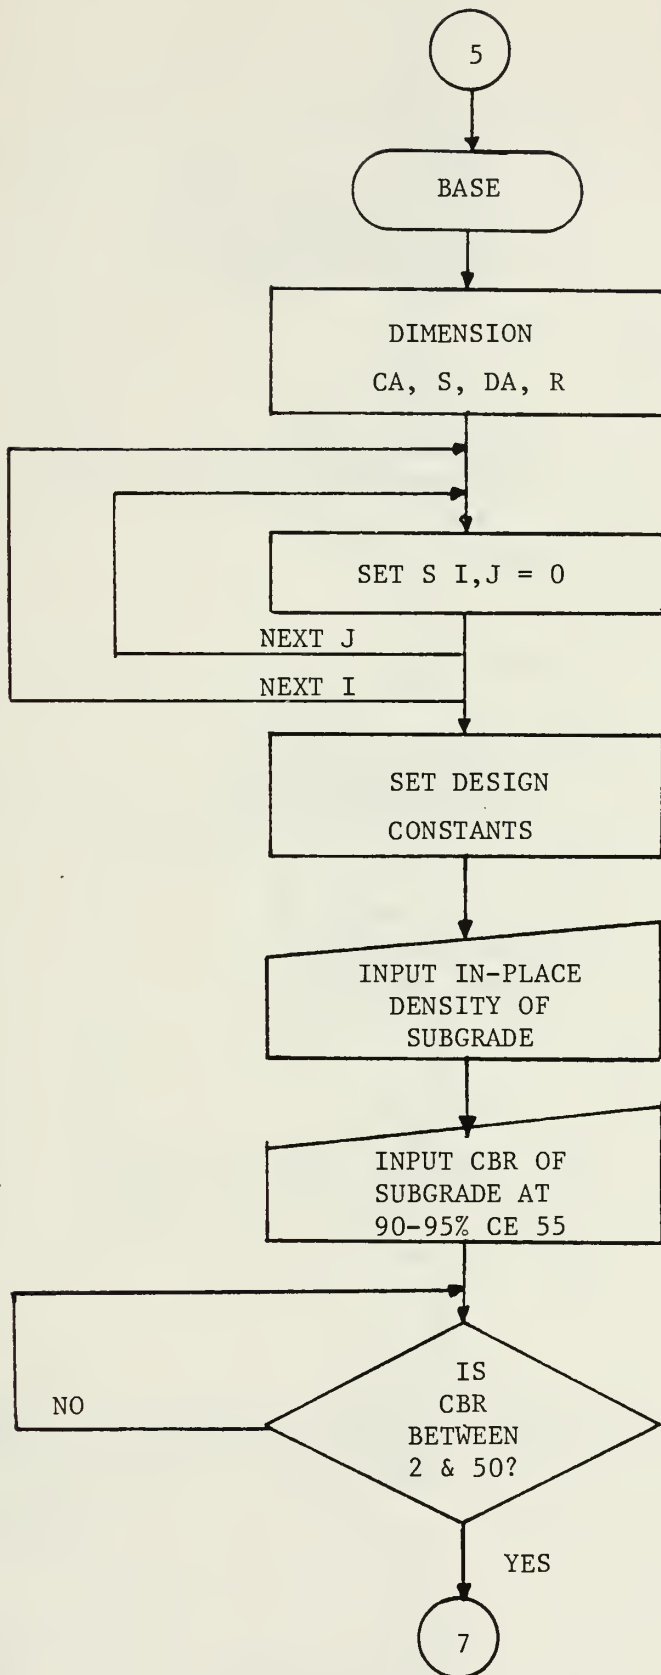 5
BASE
DIMENSION
CA, S, DA, R
SET S I,J = 0
NEXT J
NEXT I
SET DESIGN
CONSTANTS
INPUT IN-PLACE
DENSITY OF
SUBGRADE
INPUT CBR OF
SUBGRADE AT
90-95% CE 55
IS
CBR
BETWEEN
2 & 50?
NO
YES
7